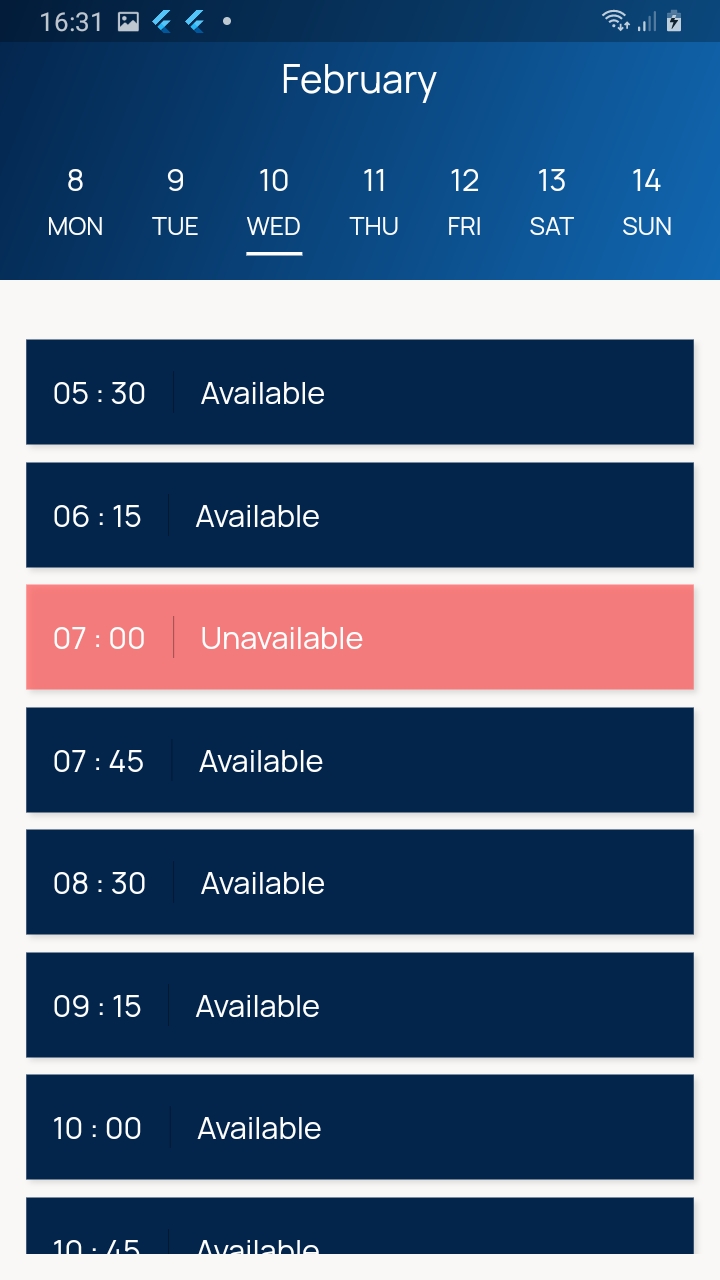 16:31
February
8 9 10 11 12 13 14
MON TUE WED THU FRI SAT SUN
05 : 30 Available
06 : 15 Available
07 : 00 Unavailable
07 : 45 Available
08 : 30 Available
09 : 15 Available
10 : 00 Available
10 : 45 Available